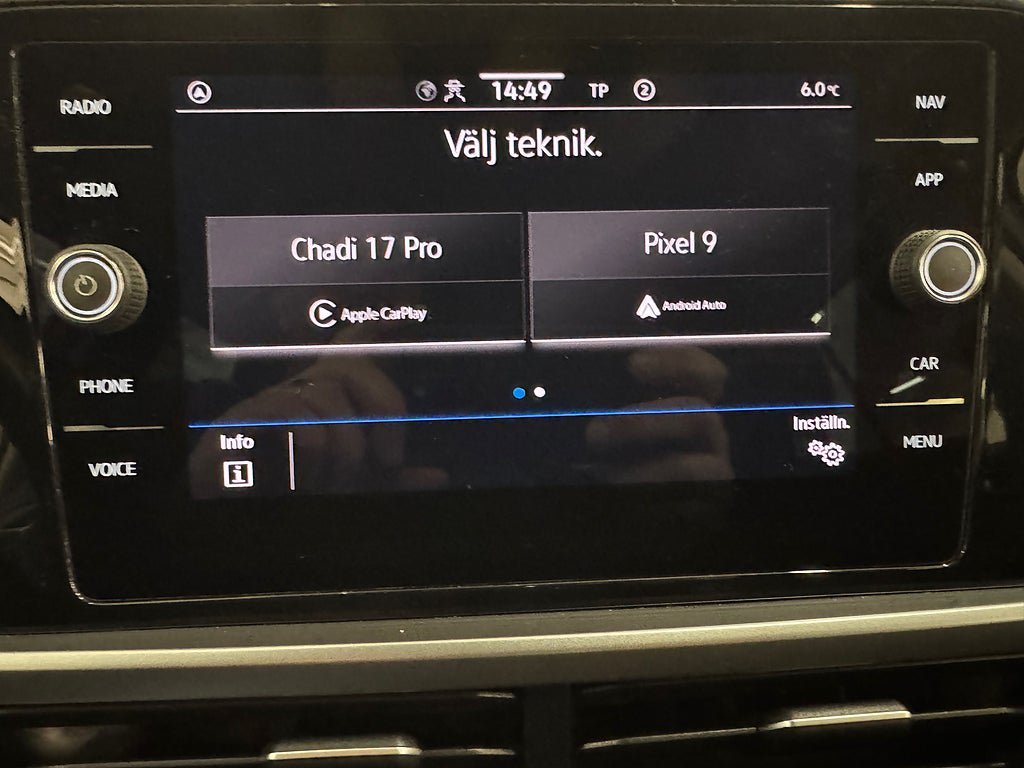 RADIO
MEDIA
PHONE
VOICE
14:49 TP 2 6.0°C
Välj teknik.
Chadi 17 Pro
Apple CarPlay
Pixel 9
Android Auto
Info
i
Inställn.
NAV
APP
CAR
MENU